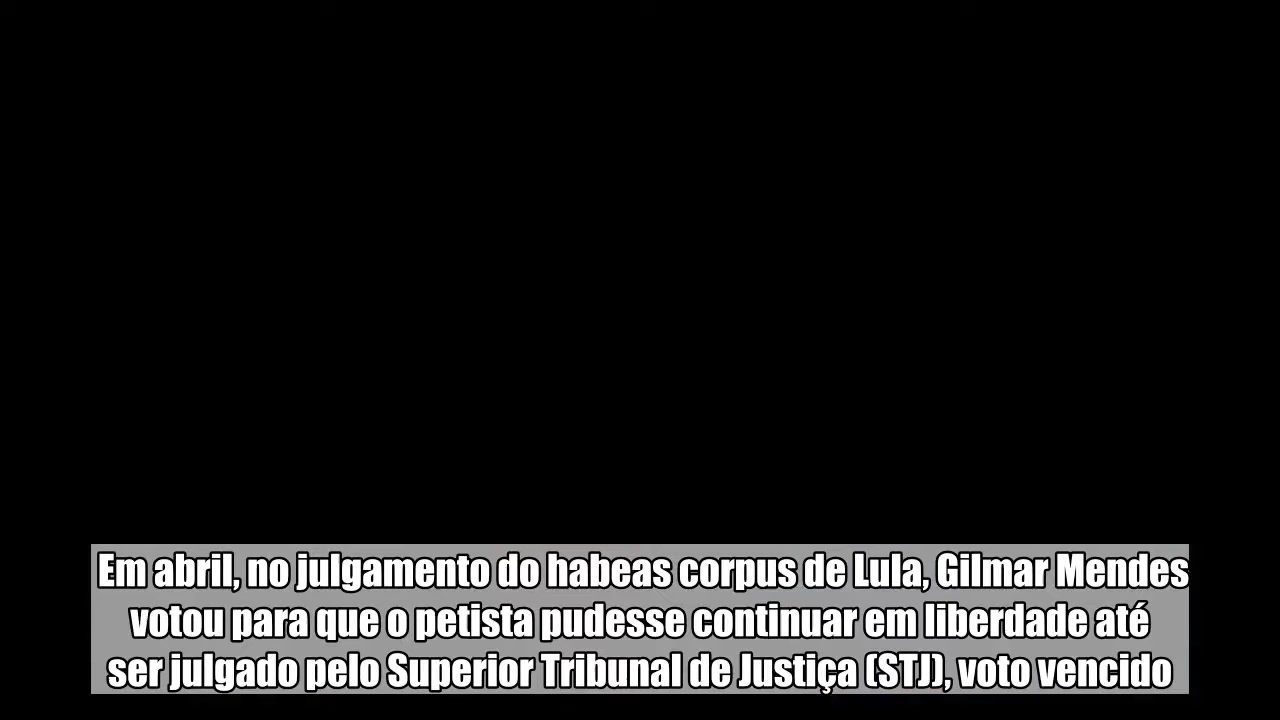 Em abril, no julgamento do habeas corpus de Lula, Gilmar Mendes
votou para que o petista pudesse continuar em liberdade até
ser julgado pelo Superior Tribunal de Justiça (STJ), voto vencido